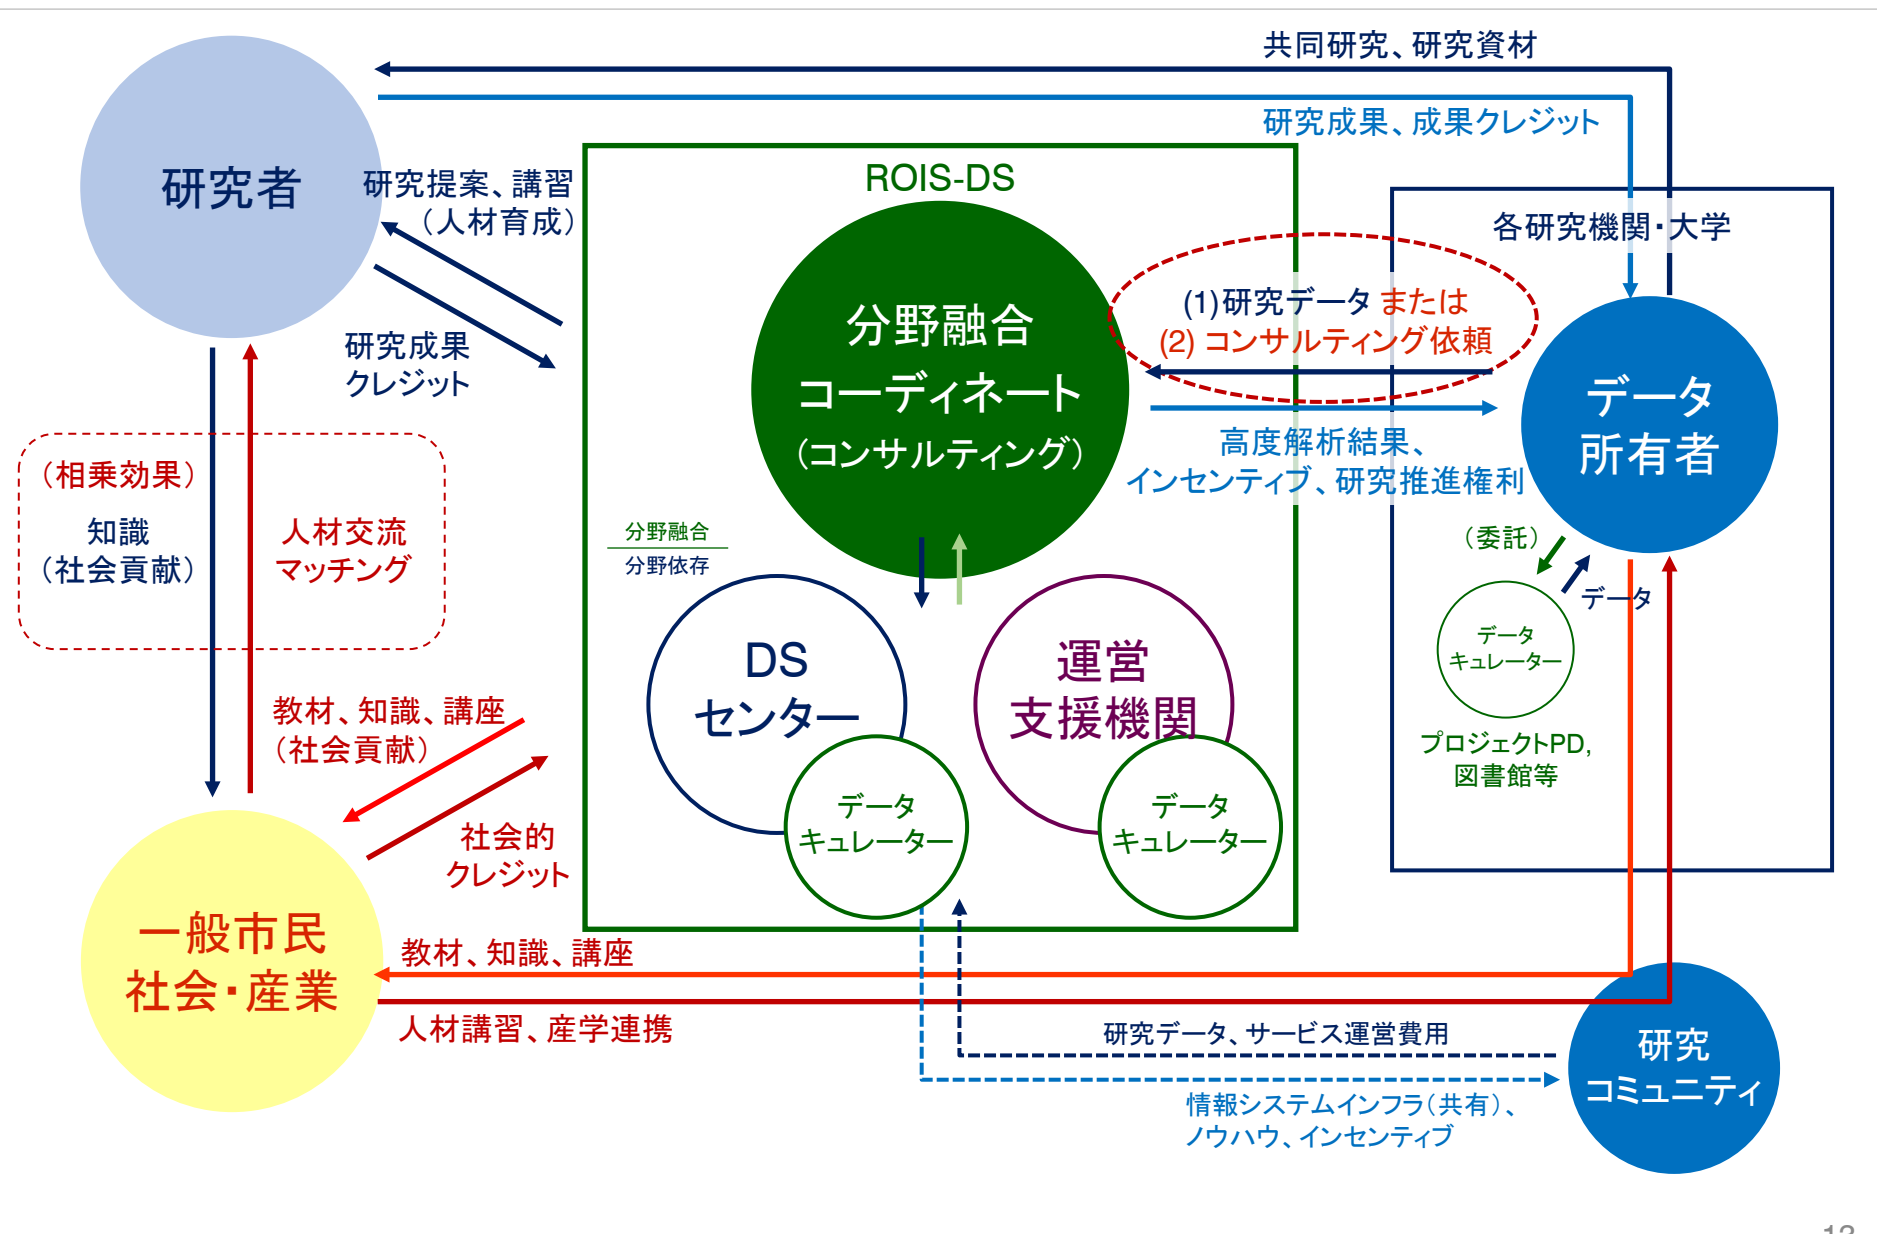 共同研究、研究資材
研究成果、成果クレジット
研究者
研究提案、講習
（人材育成）
研究成果
クレジット
ROIS-DS
分野融合
コーディネート
（コンサルティング）
各研究機関・大学
(1)研究データ または
(2) コンサルティング依頼
高度解析結果、
インセンティブ、研究推進権利
データ
所有者
（委託）
データ
データ
キュレーター
プロジェクトPD,
図書館等
（相乗効果）
知識
（社会貢献）
人材交流
マッチング
分野融合
分野依存
DS
センター
データ
キュレーター
運営
支援機関
データ
キュレーター
教材、知識、講座
（社会貢献）
社会的
クレジット
一般市民
社会・産業
教材、知識、講座
人材講習、産学連携
研究データ、サービス運営費用
情報システムインフラ（共有）、
ノウハウ、インセンティブ
研究
コミュニティ